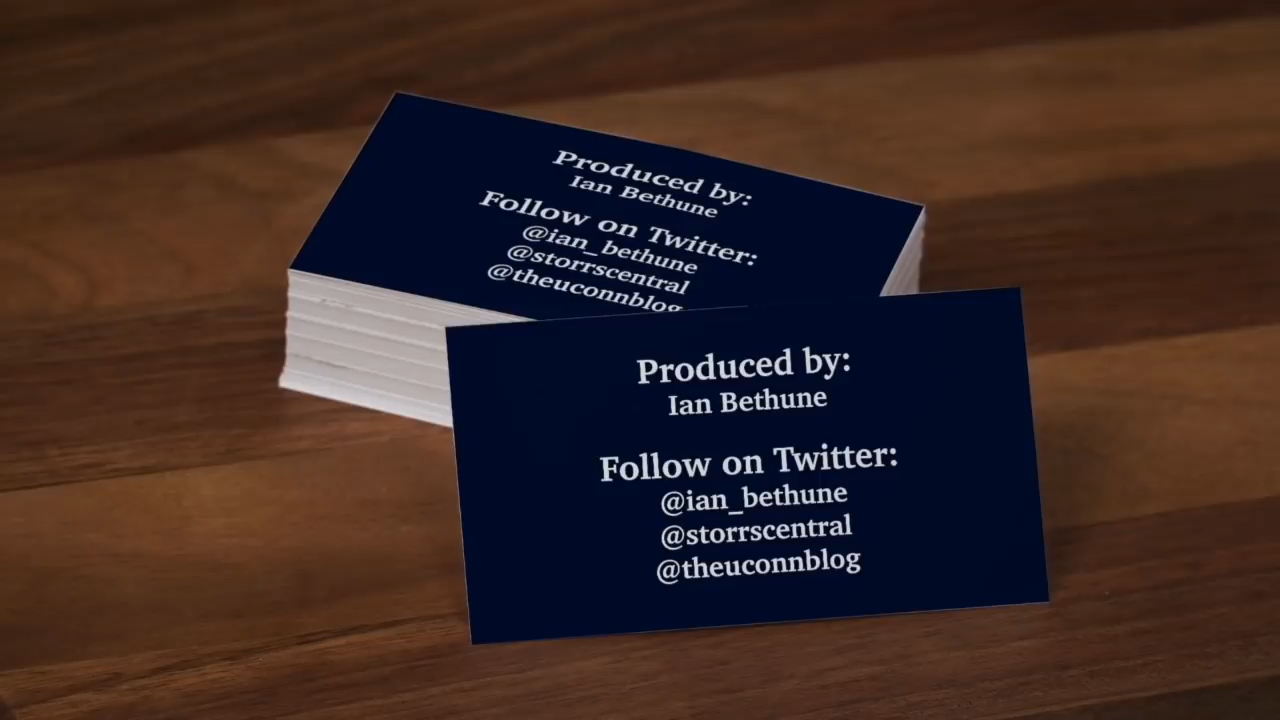 Produced by:
Ian Bethune
Follow on Twitter:
@ian_bethune
@storrscentral
@theuconnblog
Produced by:
Ian Bethune
Follow on Twitter:
@ian_bethune
@storrscentral
@theuconnblog